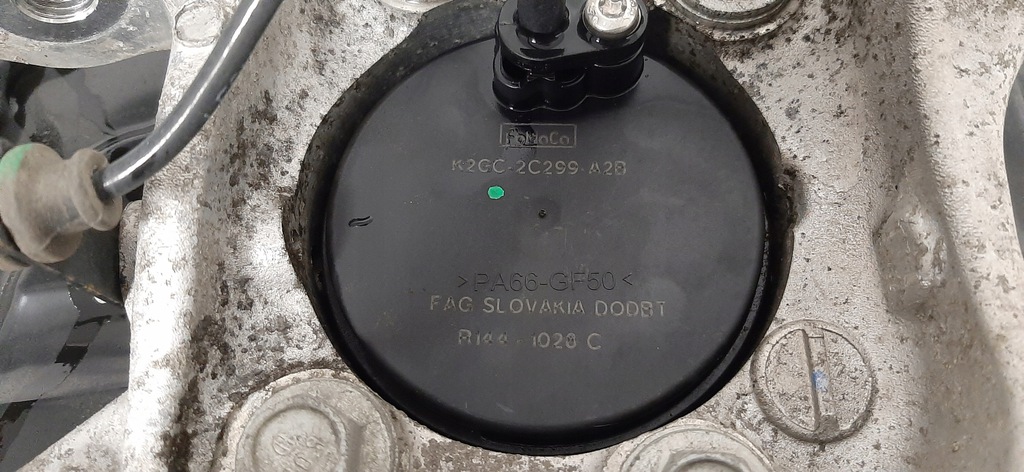 FoMoCo
K2GC-2C299-A2B
>PA66-GF50<
FAG SLOVAKIA DODBT